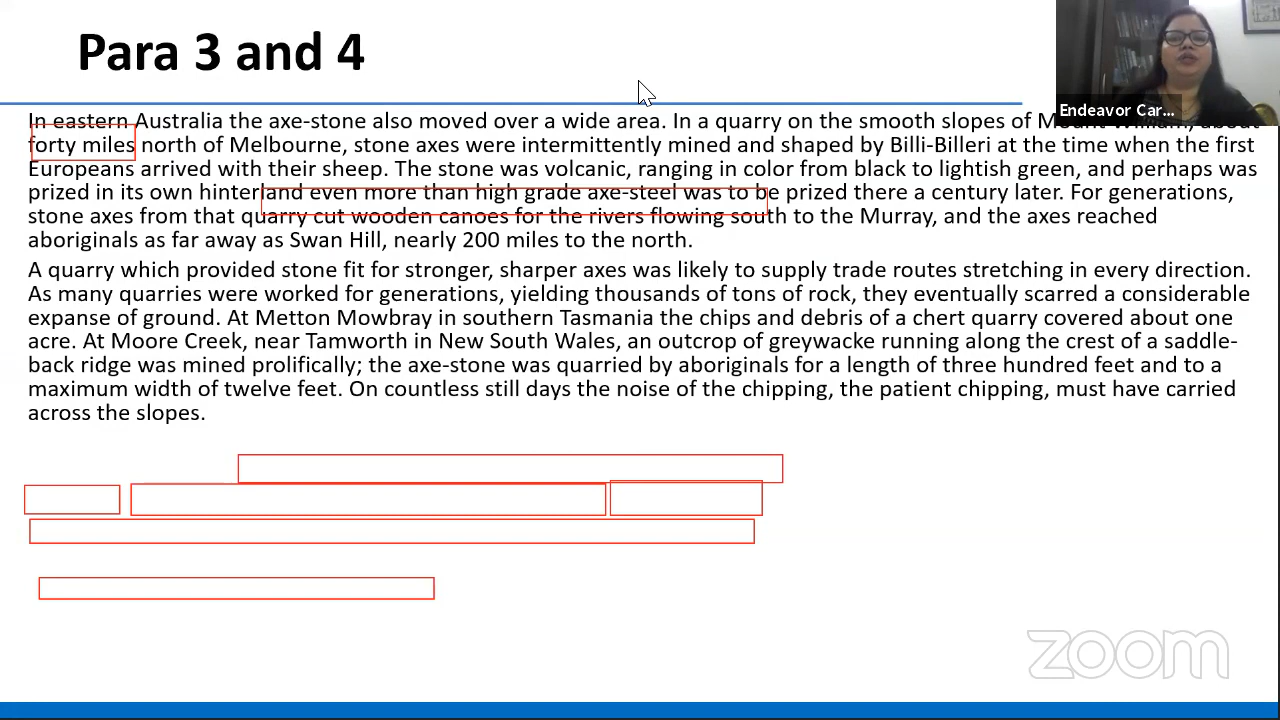 Para 3 and 4
Endeavor Car...
In eastern Australia the axe-stone also moved over a wide area. In a quarry on the smooth slopes of Mount William, about
forty miles north of Melbourne, stone axes were intermittently mined and shaped by Billi-Billeri at the time when the first
Europeans arrived with their sheep. The stone was volcanic, ranging in color from black to lightish green, and perhaps was
prized in its own hinterland even more than high grade axe-steel was to be prized there a century later. For generations,
stone axes from that quarry cut wooden canoes for the rivers flowing south to the Murray, and the axes reached
aboriginals as far away as Swan Hill, nearly 200 miles to the north.
A quarry which provided stone fit for stronger, sharper axes was likely to supply trade routes stretching in every direction.
As many quarries were worked for generations, yielding thousands of tons of rock, they eventually scarred a considerable
expanse of ground. At Metton Mowbray in southern Tasmania the chips and debris of a chert quarry covered about one
acre. At Moore Creek, near Tamworth in New South Wales, an outcrop of greywacke running along the crest of a saddle-
back ridge was mined prolifically; the axe-stone was quarried by aboriginals for a length of three hundred feet and to a
maximum width of twelve feet. On countless still days the noise of the chipping, the patient chipping, must have carried
across the slopes.
zoom